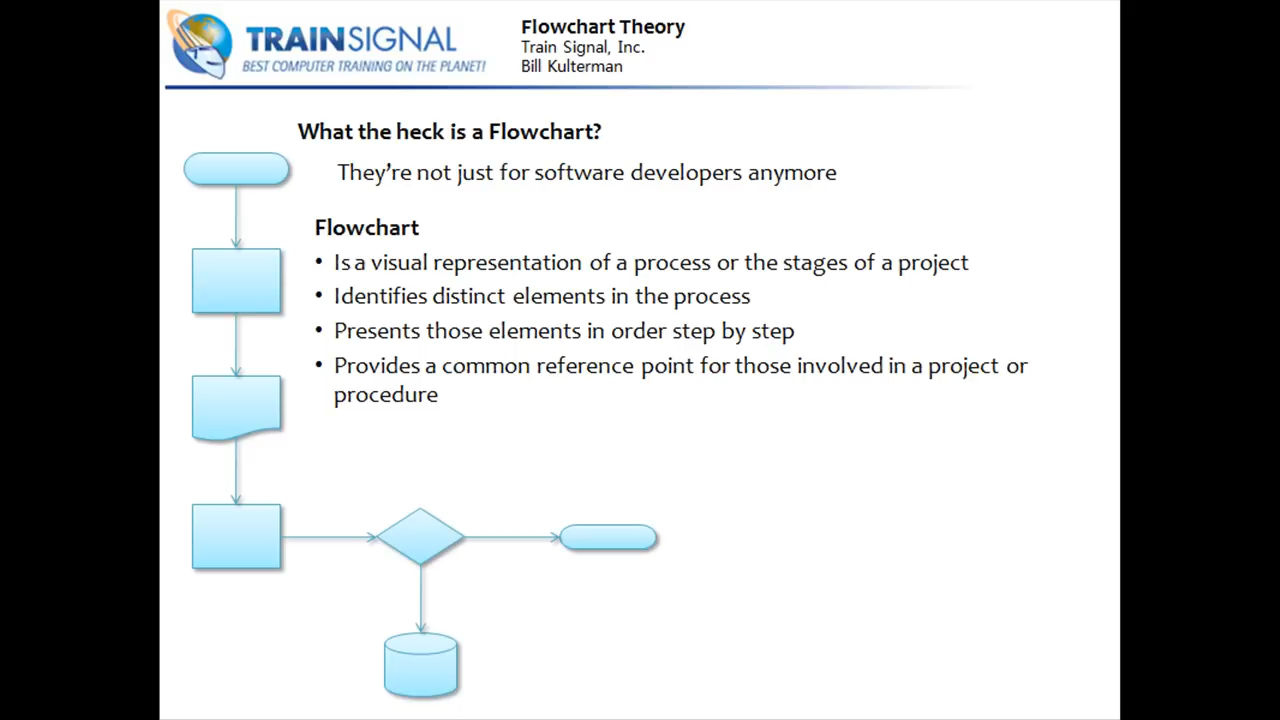 TRAINSIGNAL
BEST COMPUTER TRAINING ON THE PLANET!
Flowchart Theory
Train Signal, Inc.
Bill Kulterman
What the heck is a Flowchart?
They're not just for software developers anymore
Flowchart
• Is a visual representation of a process or the stages of a project
• Identifies distinct elements in the process
• Presents those elements in order step by step
• Provides a common reference point for those involved in a project or
procedure